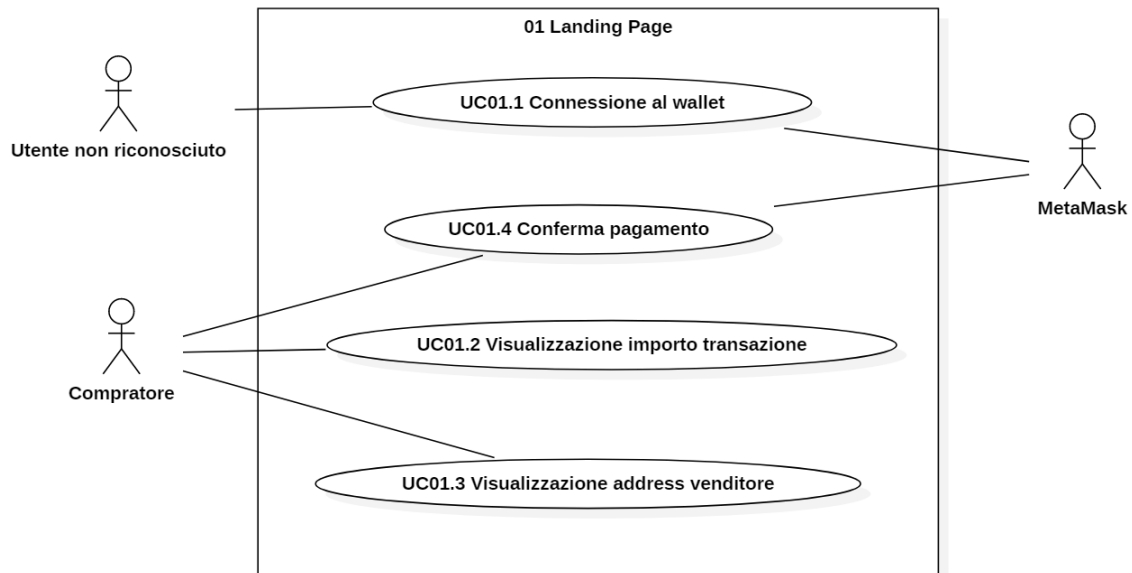 01 Landing Page
UC01.1 Connessione al wallet
Utente non riconosciuto
MetaMask
UC01.4 Conferma pagamento
UC01.2 Visualizzazione importo transazione
Compratore
UC01.3 Visualizzazione address venditore